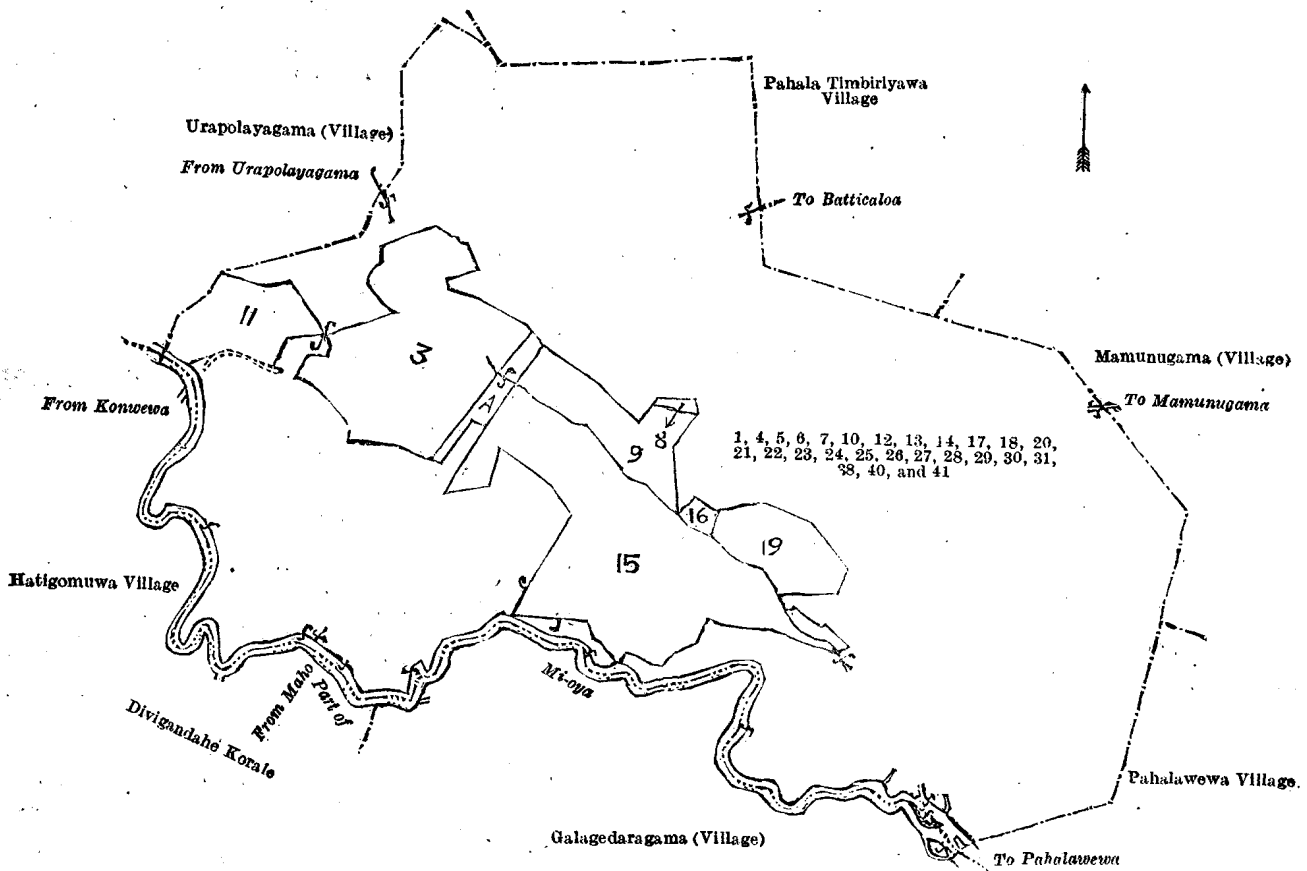 Pahala Timbiriyawa
Village
Urapolayagama (Village)
From Urapolayagama
To Batticaloa
11
3
A
Mamunugama (Village)
From Konwewa
To Mamunugama
8
9
1, 4, 5, 6, 7, 10, 12, 13, 14, 17, 18, 20,
21, 22, 23, 24, 25, 26, 27, 28, 29, 30, 31,
38, 40, and 41
16
19
15
Hatigomuwa Village
Mi-oya
From Maho
Part of
Divigandahe Korale
Pahalawewa Village.
Galagedaragama (Village)
To Pahalawewa